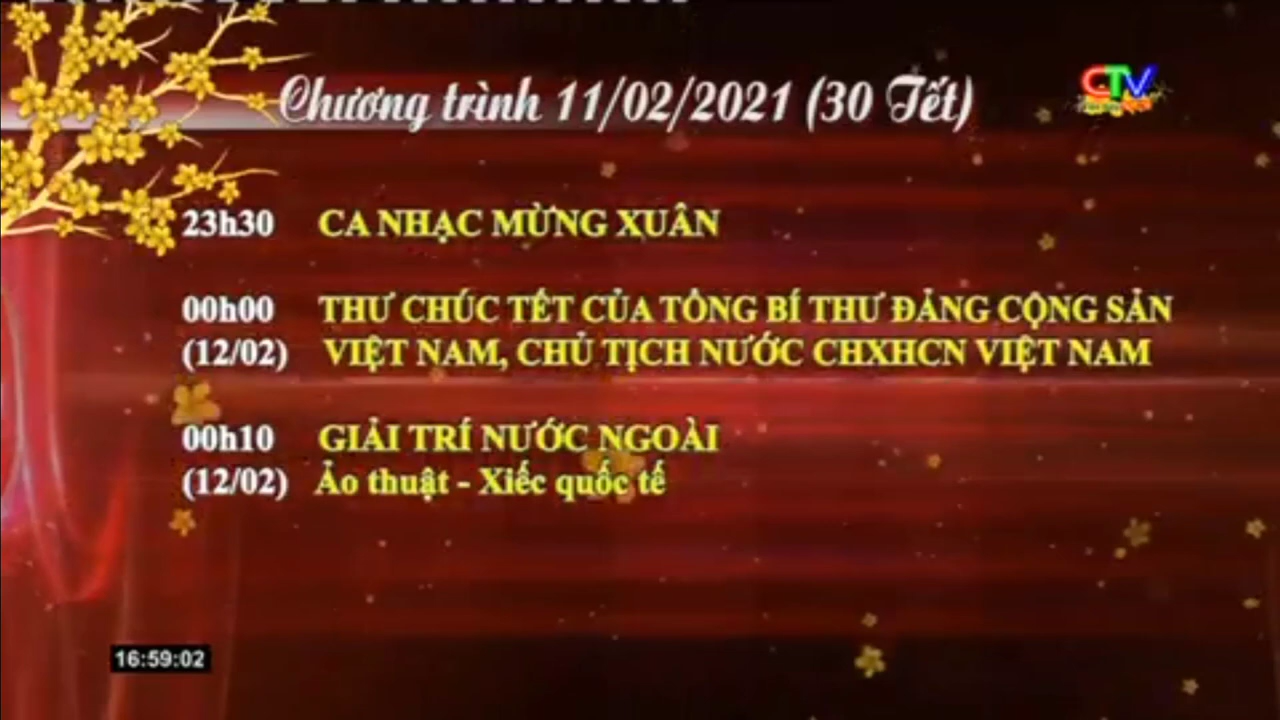 Chương trình 11/02/2021 (30 Tết)
CTV
23h30 CA NHẠC MỪNG XUÂN
00h00 THƯ CHÚC TẾT CỦA TỔNG BÍ THƯ ĐẢNG CỘNG SẢN
(12/02) VIỆT NAM, CHỦ TỊCH NƯỚC CHXHCN VIỆT NAM
00h10 GIẢI TRÍ NƯỚC NGOÀI
(12/02) Ảo thuật - Xiếc quốc tế
16:59:02